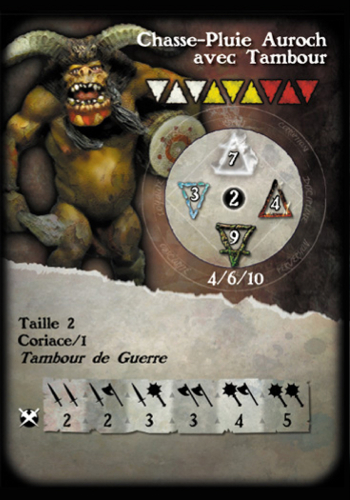 Chasse-Pluie Auroch
avec Tambour
7
3
2
4
9
4/6/10
Taille 2
Coriace/1
Tambour de Guerre
2 2 3 3 4 5